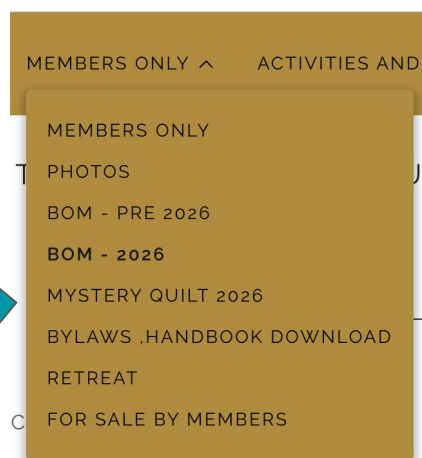 MEMBERS ONLY ACTIVITIES AND
MEMBERS ONLY
PHOTOS
BOM - PRE 2026
BOM - 2026
MYSTERY QUILT 2026
BYLAWS ,HANDBOOK DOWNLOAD
RETREAT
FOR SALE BY MEMBERS